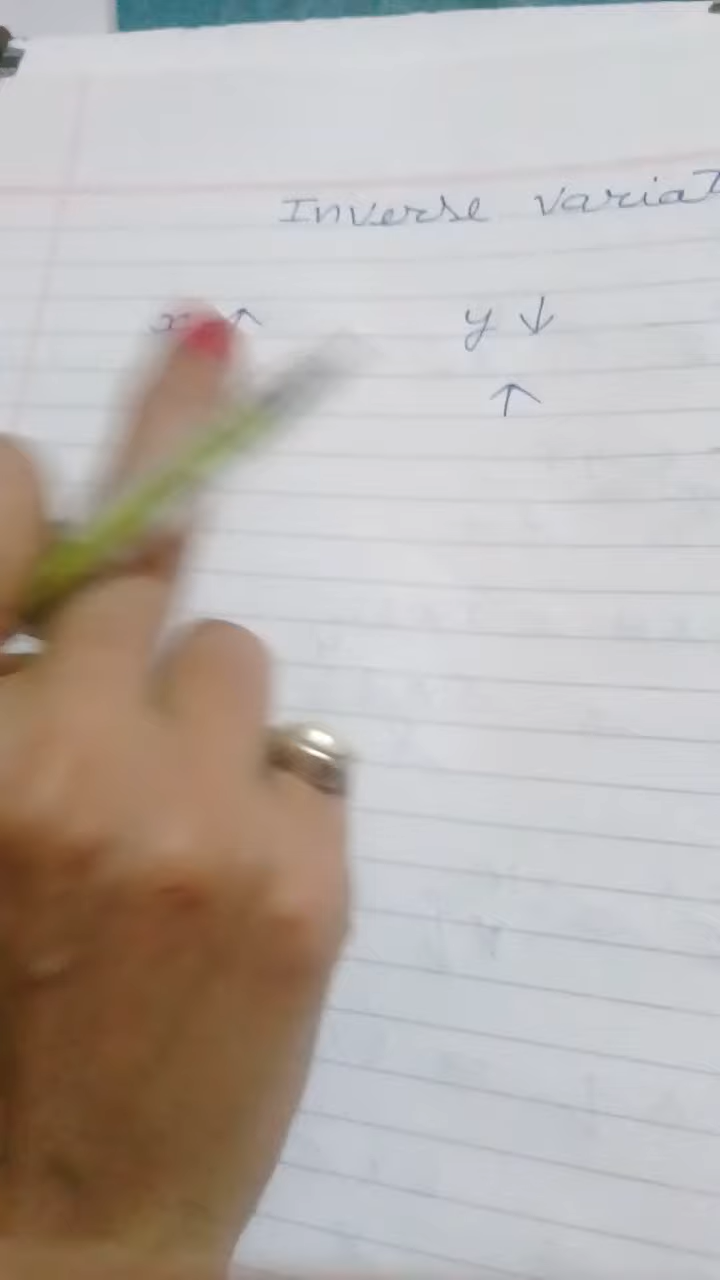 Inverse variat
x ↑ y ↓
↑